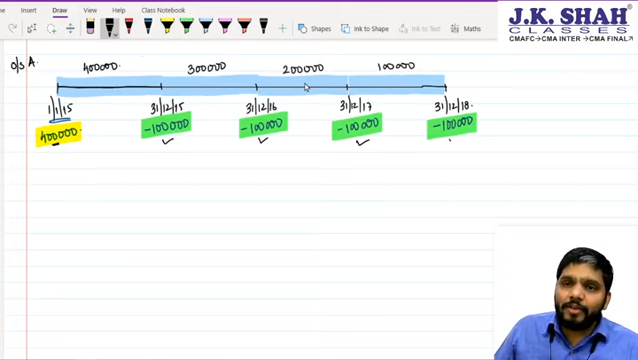 File Home Insert Draw View Help
Shapes Ink to Shape Ink to Text Maths
J.K. SHAH
CLASSES
CMAFC→CMA INTER →CMA FINAL
o/s A. 400000. 300000 200000 100000
1/1/15 31/12/15 31/12/16 31/12/17 31/12/18.
400000. -100000 -100000 -100000 -100000